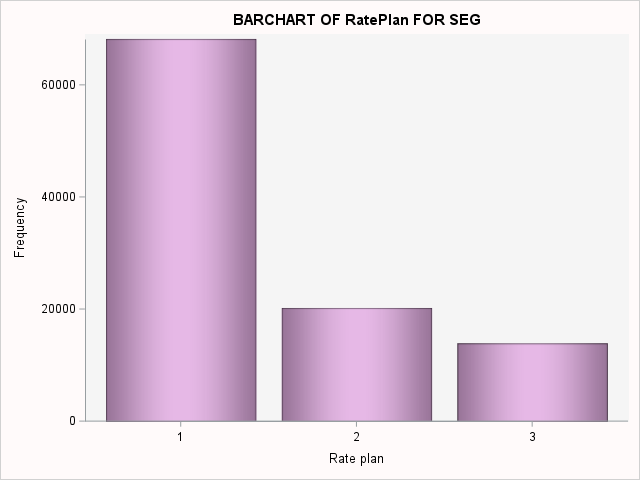 BARCHART OF RatePlan FOR SEG
60000
40000
20000
0
Frequency
1 2 3
Rate plan